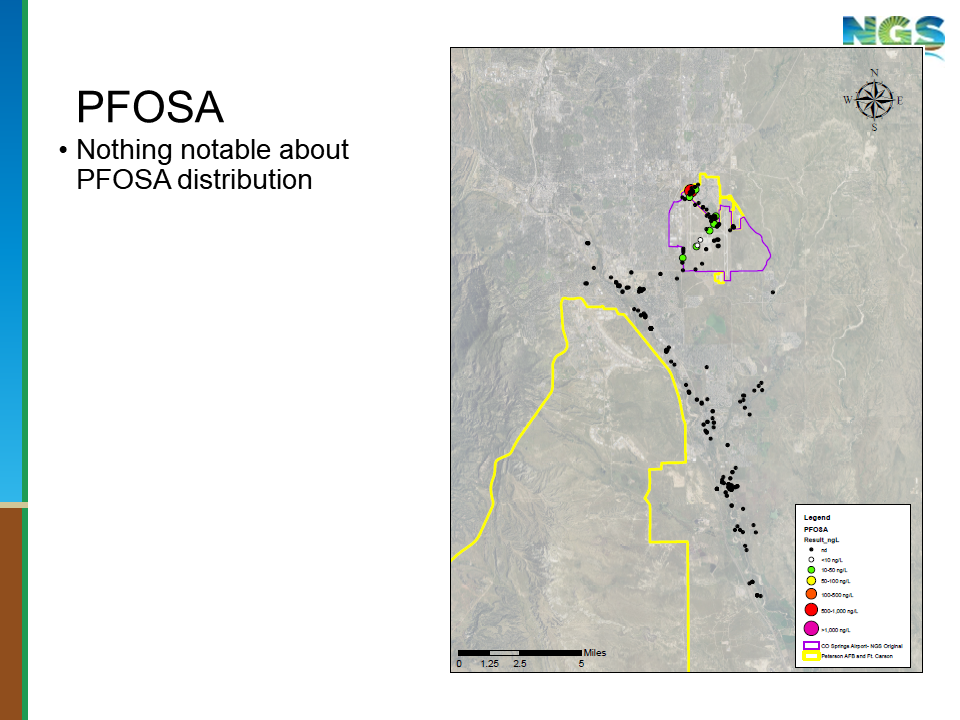 NGS
PFOSA
• Nothing notable about
PFOSA distribution
N
W E
S
Legend
PFOSA
Result_ngL
nd
<10 ng/L
10-50 ng/L
50-100 ng/L
100-500 ng/L
500-1,000 ng/L
>1,000 ng/L
CO Springs Airport- NGS Original
Peterson AFB and Ft. Carson
Miles
0 1.25 2.5 5